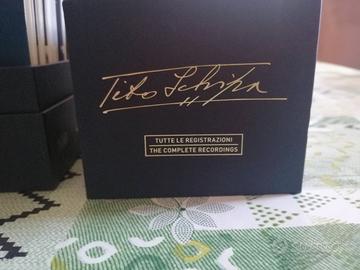 Tito Schipa
TUTTE LE REGISTRAZIONI
THE COMPLETE RECORDINGS